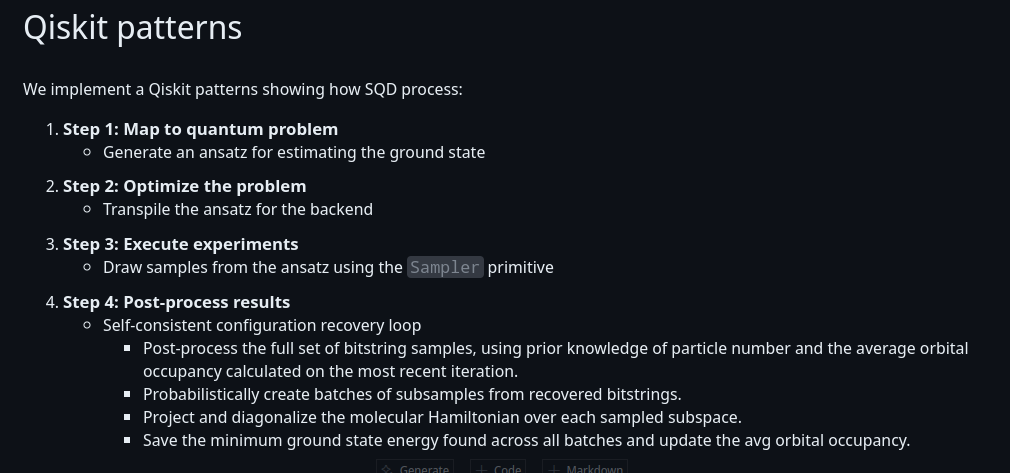 Qiskit patterns
We implement a Qiskit patterns showing how SQD process:
1. Step 1: Map to quantum problem
Generate an ansatz for estimating the ground state
2. Step 2: Optimize the problem
Transpile the ansatz for the backend
3. Step 3: Execute experiments
Draw samples from the ansatz using the Sampler primitive
4. Step 4: Post-process results
Self-consistent configuration recovery loop
Post-process the full set of bitstring samples, using prior knowledge of particle number and the average orbital
occupancy calculated on the most recent iteration.
Probabilistically create batches of subsamples from recovered bitstrings.
Project and diagonalize the molecular Hamiltonian over each sampled subspace.
Save the minimum ground state energy found across all batches and update the avg orbital occupancy.
Generate + Code + Markdown